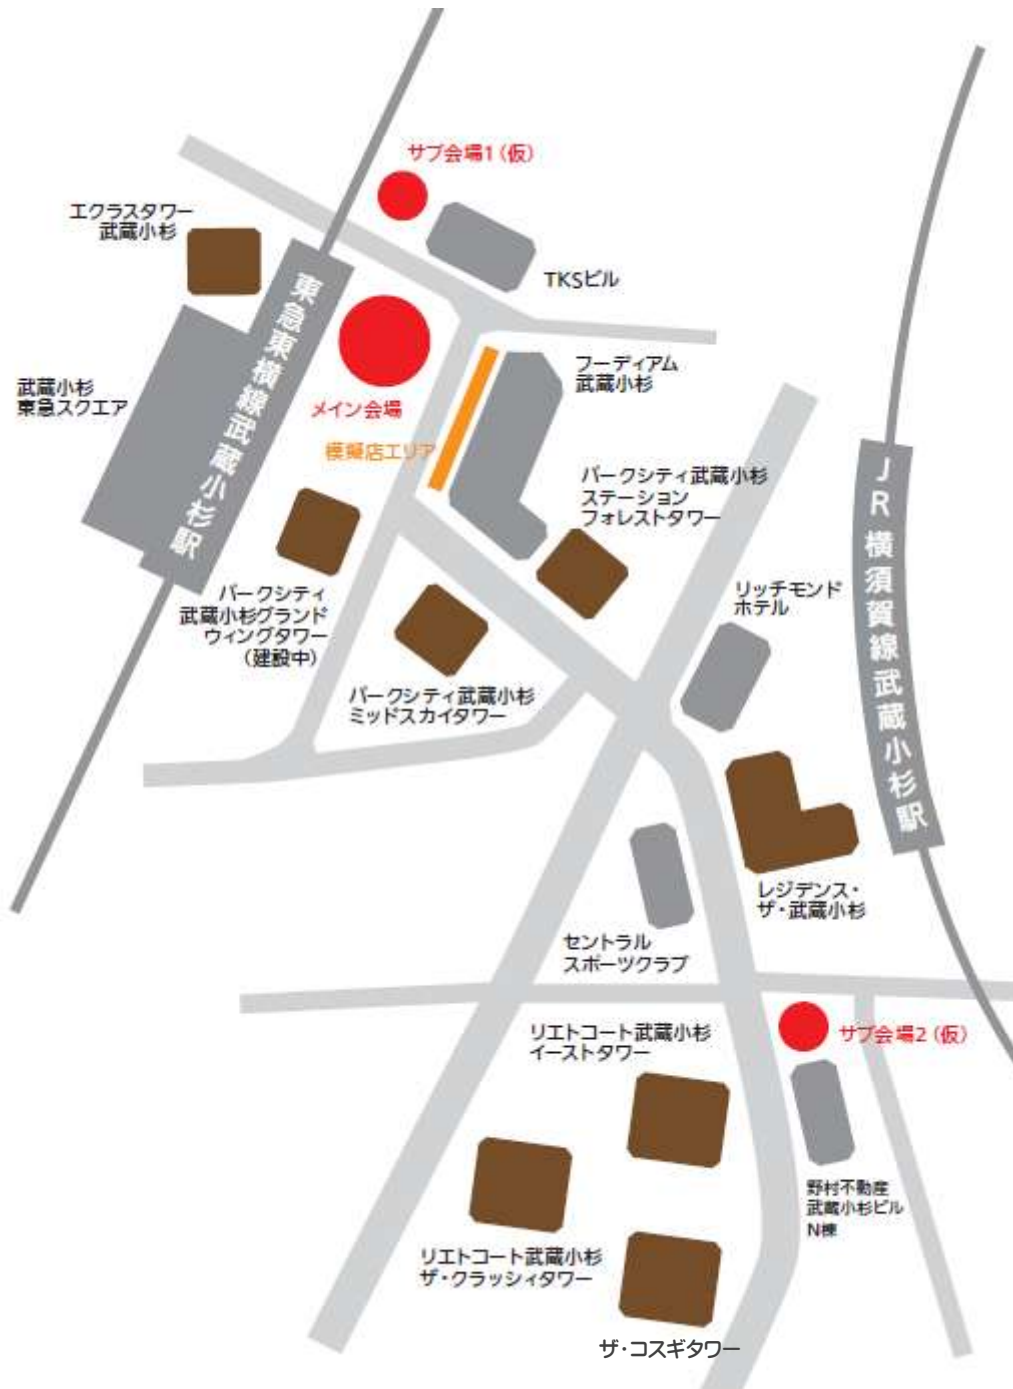 サブ会場1（仮）
エクラスタワー
武蔵小杉
TKSビル
東急東横線武蔵小杉駅
フーディアム
武蔵小杉
武蔵小杉
東急スクエア
メイン会場
模擬店エリア
JR横須賀線武蔵小杉駅
パークシティ武蔵小杉
ステーション
フォレストタワー
リッチモンド
ホテル
パークシティ
武蔵小杉グランド
ウィングタワー
（建設中）
パークシティ武蔵小杉
ミッドスカイタワー
レジデンス・
ザ・武蔵小杉
セントラル
スポーツクラブ
リエトコート武蔵小杉
イーストタワー
サブ会場2（仮）
野村不動産
武蔵小杉ビル
N棟
リエトコート武蔵小杉
ザ・クラッシィタワー
ザ・コスギタワー